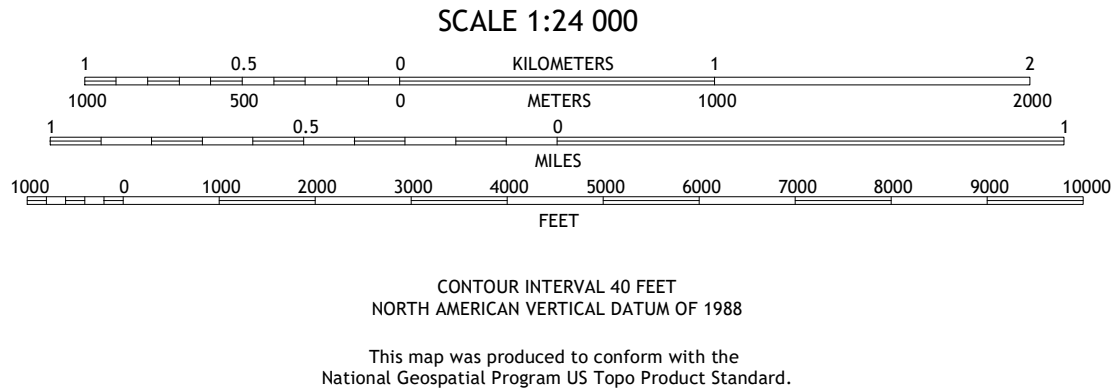 SCALE 1:24 000
1 0.5 0 KILOMETERS 1 2
1000 500 0 METERS 1000 2000
1 0.5 0 1
MILES
1000 0 1000 2000 3000 4000 5000 6000 7000 8000 9000 10000
FEET
CONTOUR INTERVAL 40 FEET
NORTH AMERICAN VERTICAL DATUM OF 1988
This map was produced to conform with the
National Geospatial Program US Topo Product Standard.